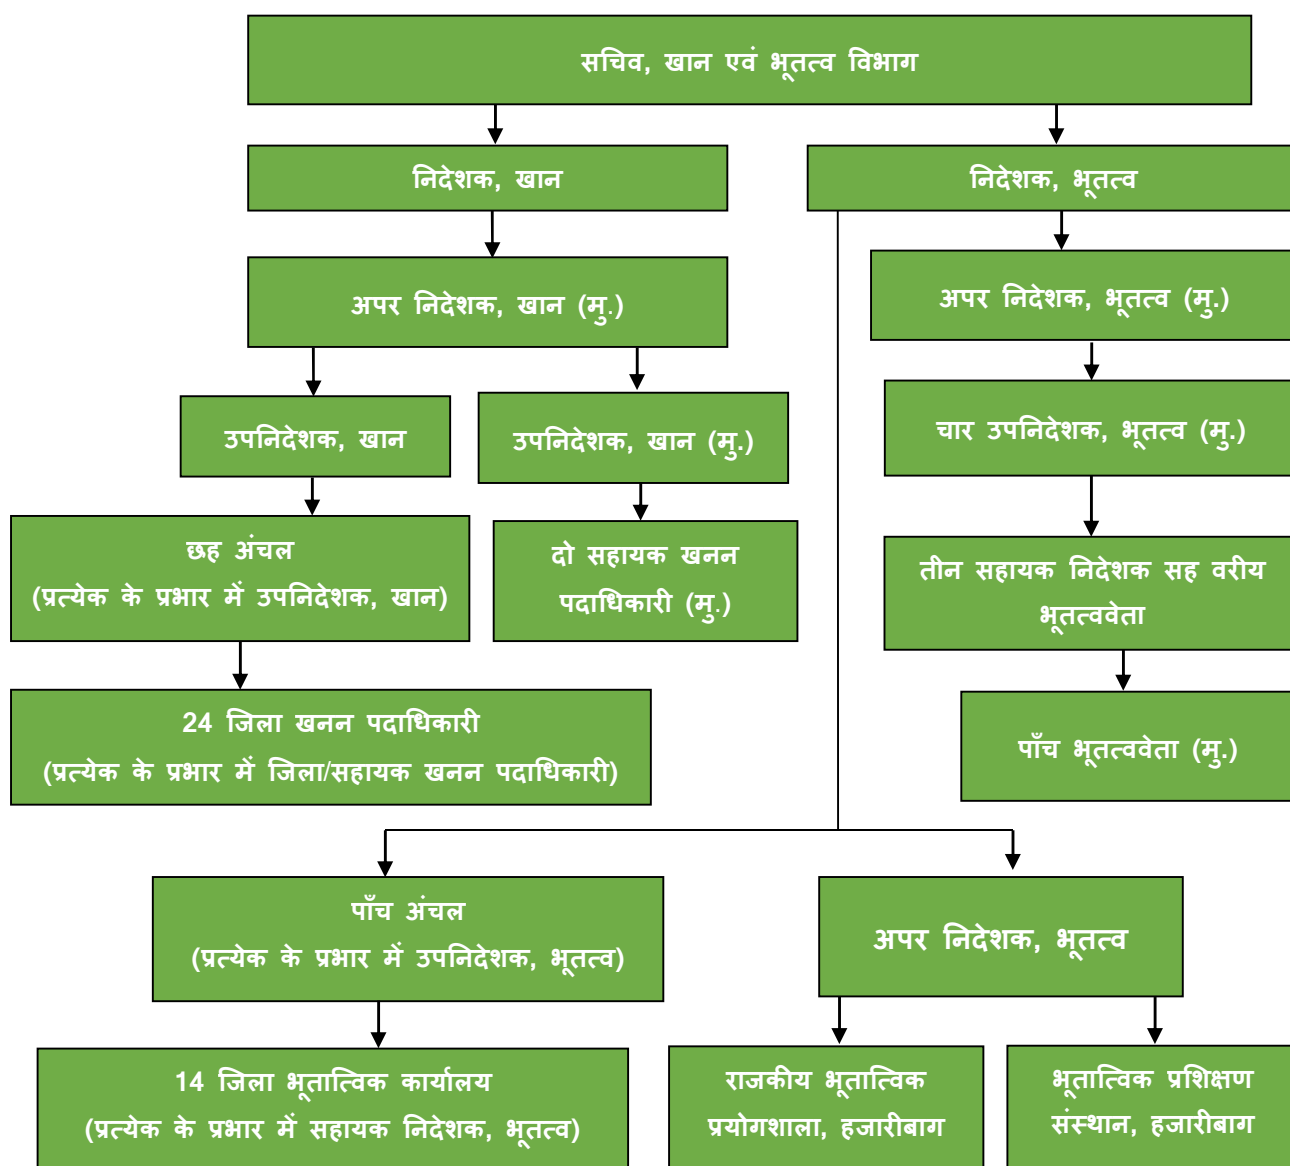 सचिव, खान एवं भूतत्व विभाग
निदेशक, खान
निदेशक, भूतत्व
अपर निदेशक, खान (मु.)
अपर निदेशक, भूतत्व (मु.)
उपनिदेशक, खान
उपनिदेशक, खान (मु.)
चार उपनिदेशक, भूतत्व (मु.)
छह अंचल
(प्रत्येक के प्रभार में उपनिदेशक, खान)
दो सहायक खनन
पदाधिकारी (मु.)
तीन सहायक निदेशक सह वरीय
भूतत्ववेता
24 जिला खनन पदाधिकारी
(प्रत्येक के प्रभार में जिला/सहायक खनन पदाधिकारी)
पाँच भूतत्ववेता (मु.)
पाँच अंचल
(प्रत्येक के प्रभार में उपनिदेशक, भूतत्व)
अपर निदेशक, भूतत्व
14 जिला भूतात्विक कार्यालय
(प्रत्येक के प्रभार में सहायक निदेशक, भूतत्व)
राजकीय भूतात्विक
प्रयोगशाला, हजारीबाग
भूतात्विक प्रशिक्षण
संस्थान, हजारीबाग